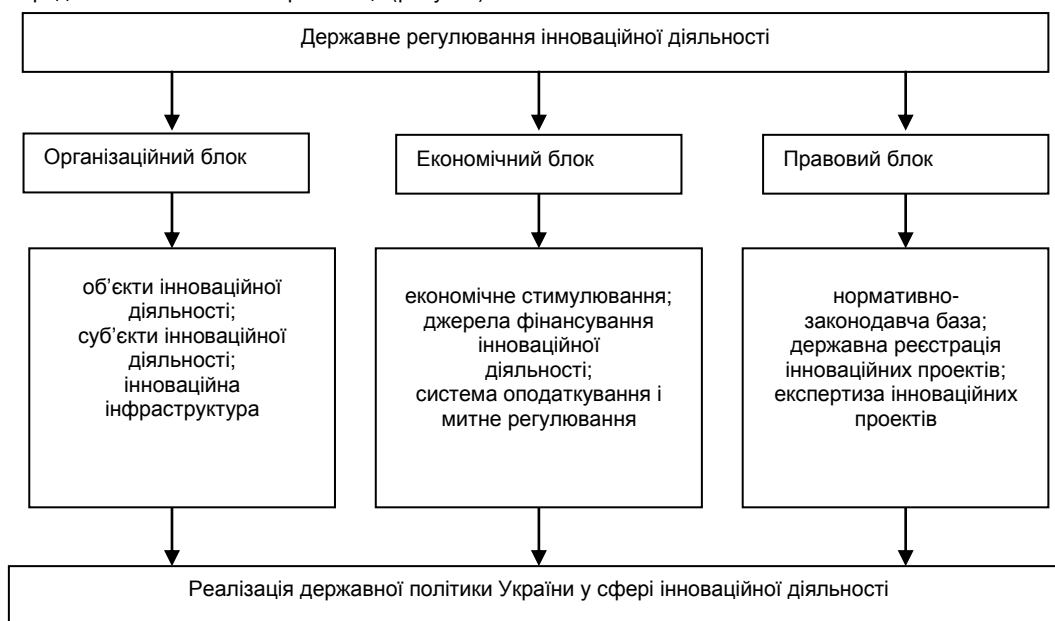 Державне регулювання інноваційної діяльності
Організаційний блок
Економічний блок
Правовий блок
об’єкти інноваційної
діяльності;
суб’єкти інноваційної
діяльності;
інноваційна
інфраструктура
економічне стимулювання;
джерела фінансування
інноваційної
діяльності;
система оподаткування і
митне регулювання
нормативно-
законодавча база;
державна реєстрація
інноваційних проектів;
експертиза інноваційних
проектів
Реалізація державної політики України у сфері інноваційної діяльності